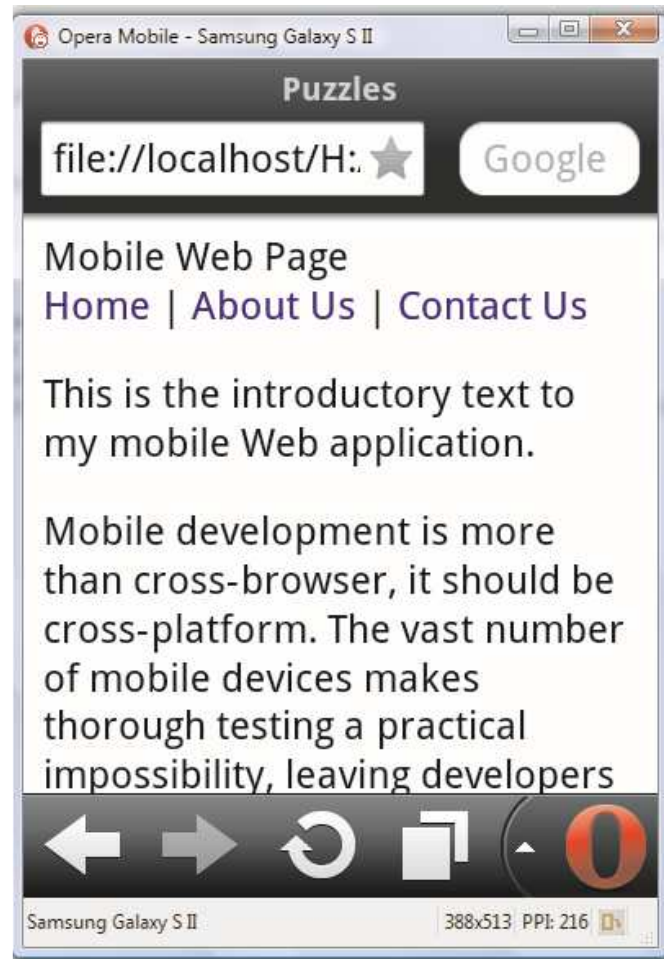 Opera Mobile - Samsung Galaxy S II
Puzzles
file://localhost/H:/
Google
Mobile Web Page
Home | About Us | Contact Us
This is the introductory text to
my mobile Web application.
Mobile development is more
than cross-browser, it should be
cross-platform. The vast number
of mobile devices makes
thorough testing a practical
impossibility, leaving developers
Samsung Galaxy S II
388x513 PPI: 216